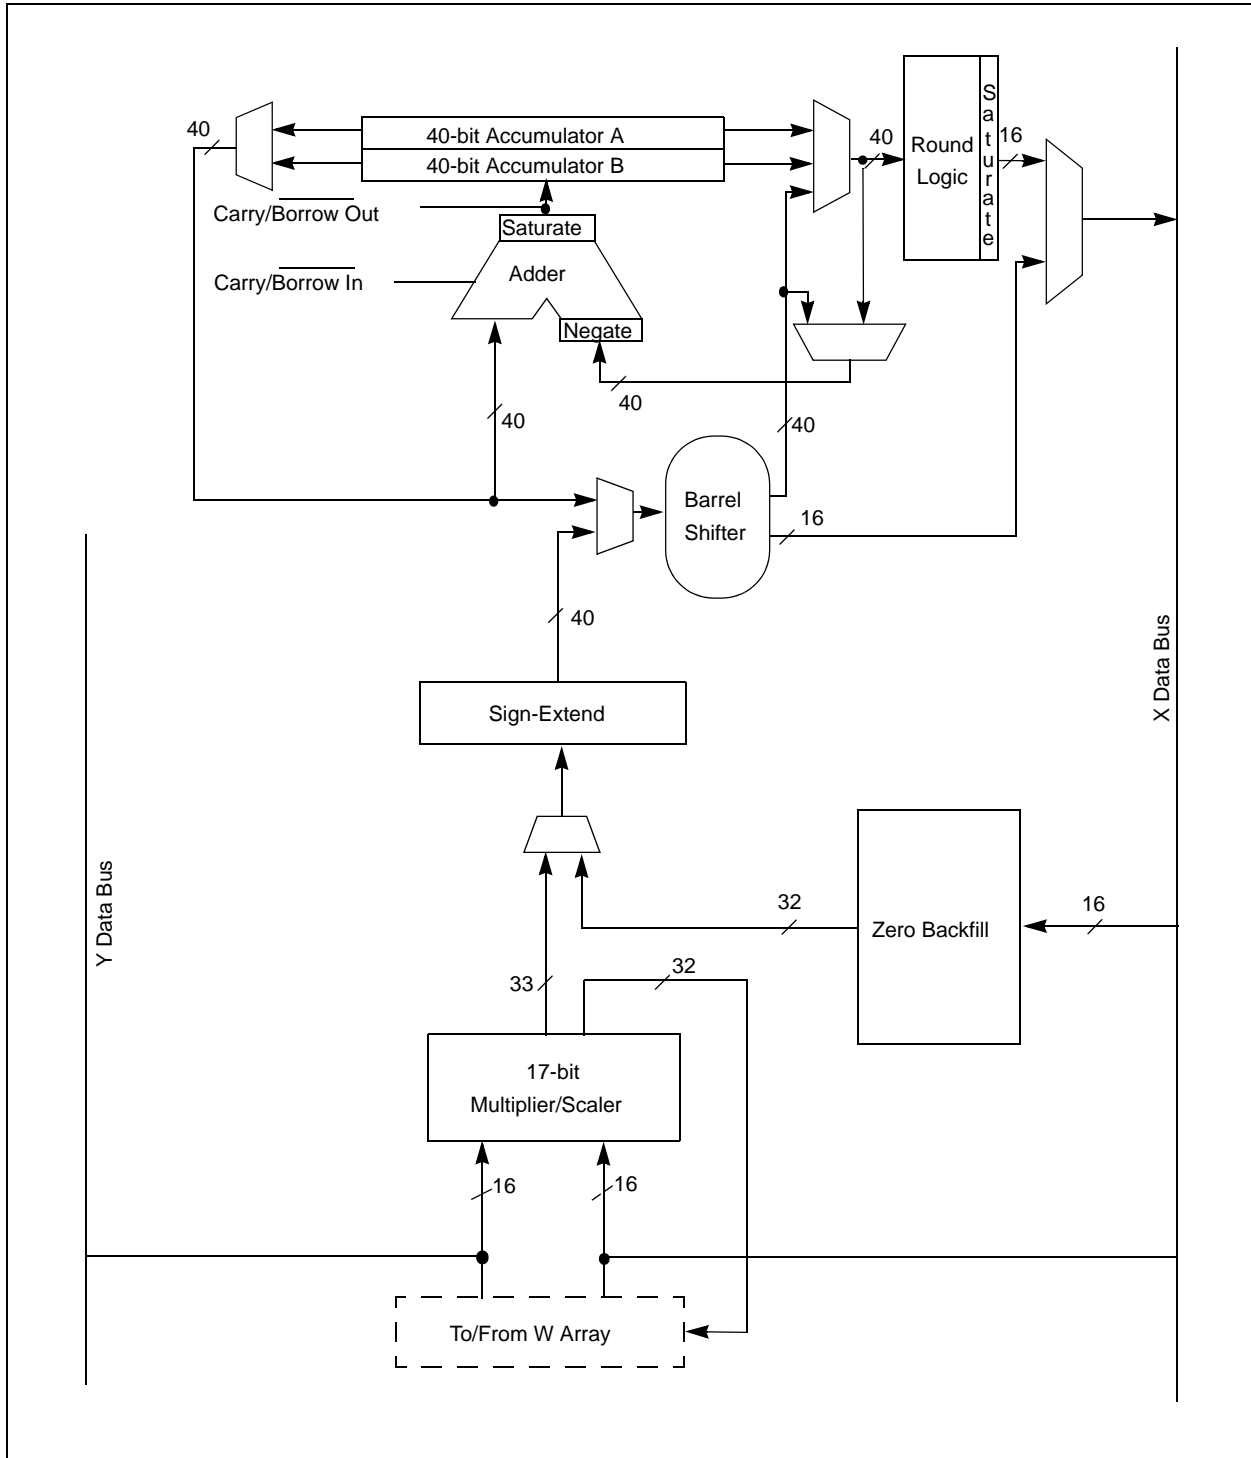 40
40-bit Accumulator A
40-bit Accumulator B
Carry/Borrow Out
Saturate
Carry/Borrow In
Adder
Negate
40
Round
Logic
Saturate
16
40
40
40
Barrel
Shifter
16
40
Sign-Extend
X Data Bus
Y Data Bus
32
Zero Backfill
16
33
32
17-bit
Multiplier/Scaler
16
16
To/From W Array